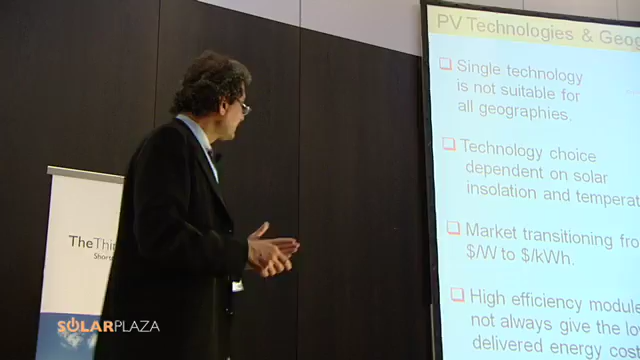 PV Technologies & Geog
Single technology
is not suitable for
all geographies.
Technology choice
dependent on solar
insolation and temperat
Market transitioning fro
$/W to $/kWh.
High efficiency module
not always give the lo
delivered energy cos
TheThi
Short
SOLARPLAZA